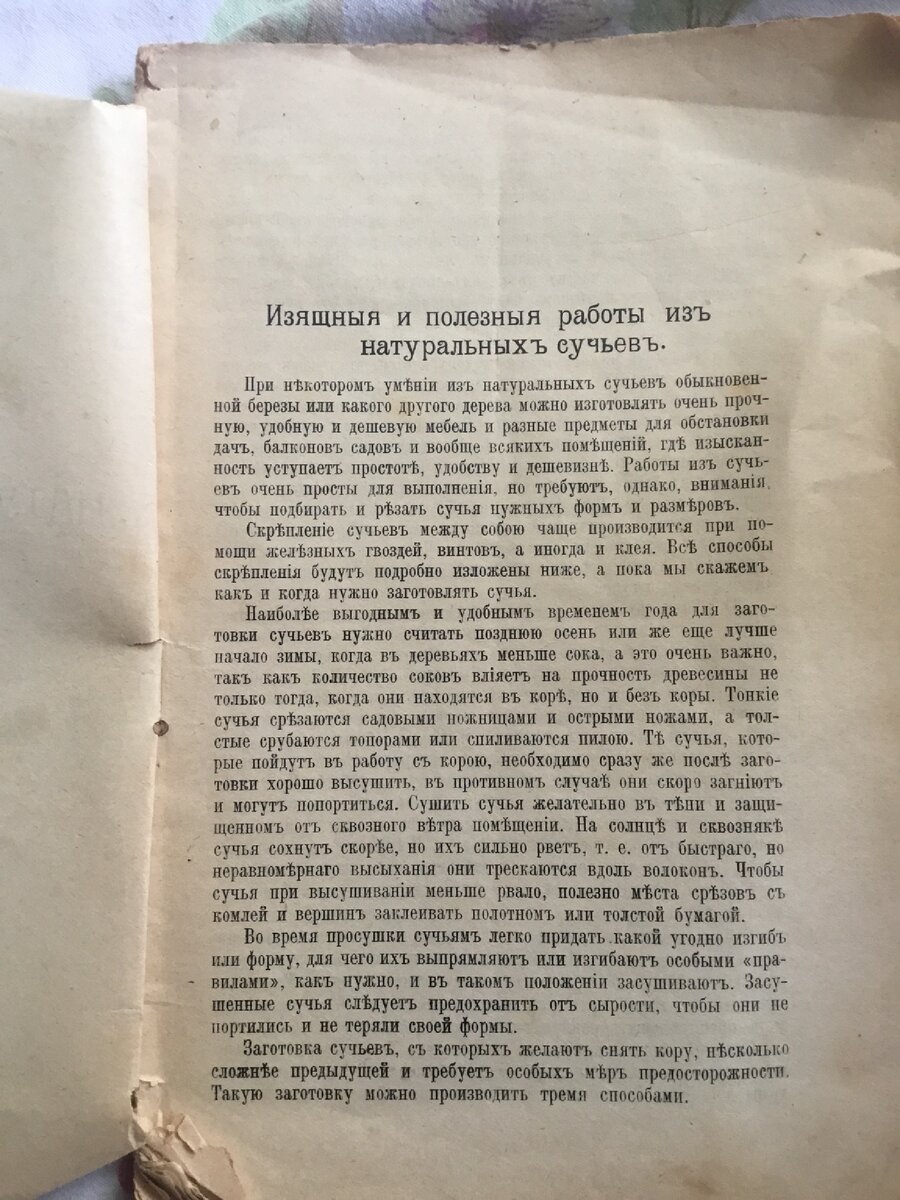 Изящныя и полезныя работы изъ
натуральныхъ сучьевъ.
При нѣкоторомъ умѣніи изъ натуральныхъ сучьевъ обыкновен-
ной березы или какого другого дерева можно изготовлять очень проч-
ную, удобную и дешевую мебель и разные предметы для обстановки
дачъ, балконовъ садовъ и вообще всякихъ помѣщеній, гдѣ изыскан-
ность уступаетъ простотѣ, удобству и дешевизнѣ. Работы изъ сучь-
евъ очень просты для выполненія, но требуютъ, однако, вниманія,
чтобы подбирать и рѣзать сучья нужныхъ формъ и размѣровъ.
Скрѣпленіе сучьевъ между собою чаще производится при по-
мощи желѣзныхъ гвоздей, винтовъ, а иногда и клея. Всѣ способы
скрѣпленія будутъ подробно изложены ниже, а пока мы скажемъ
какъ и когда нужно заготовлять сучья.
Наиболѣе выгоднымъ и удобнымъ временемъ года для заго-
товки сучьевъ нужно считать позднюю осень или же еще лучше
начало зимы, когда въ деревьяхъ меньше сока, а это очень важно,
такъ какъ количество соковъ вліяетъ на прочность древесины не
только тогда, когда они находятся въ корѣ, но и безъ коры. Тонкіе
сучья срѣзаются садовыми ножницами и острыми ножами, а тол-
стые срубаются топорами или спиливаются пилою. Тѣ сучья, кото-
рые пойдутъ въ работу съ корою, необходимо сразу же послѣ заго-
товки хорошо высушить, въ противномъ случаѣ они скоро загніютъ
и могутъ попортиться. Сушить сучья желательно въ тѣни и защи-
щенномъ отъ сквозного вѣтра помѣщеніи. На солнцѣ и сквознякѣ
сучья сохнутъ скорѣе, но ихъ сильно рветъ, т. е. отъ быстраго, но
неравномѣрнаго высыханія они трескаются вдоль волоконъ. Чтобы
сучья при высушиваніи меньше рвало, полезно мѣста срѣзовъ съ
комлей и вершинъ заклеивать полотномъ или толстой бумагой.
Во время просушки сучьямъ легко придать какой угодно изгибъ
или форму, для чего ихъ выпрямляютъ или изгибаютъ особыми «пра-
вилами», какъ нужно, и въ такомъ положеніи засушиваютъ. Засу-
шенные сучья слѣдуетъ предохранить отъ сырости, чтобы они не
портились и не теряли своей формы.
Заготовка сучьевъ, съ которыхъ желаютъ снять кору, нѣсколько
сложнѣе предыдущей и требуетъ особыхъ мѣръ предосторожности.
Такую заготовку можно производить тремя способами.